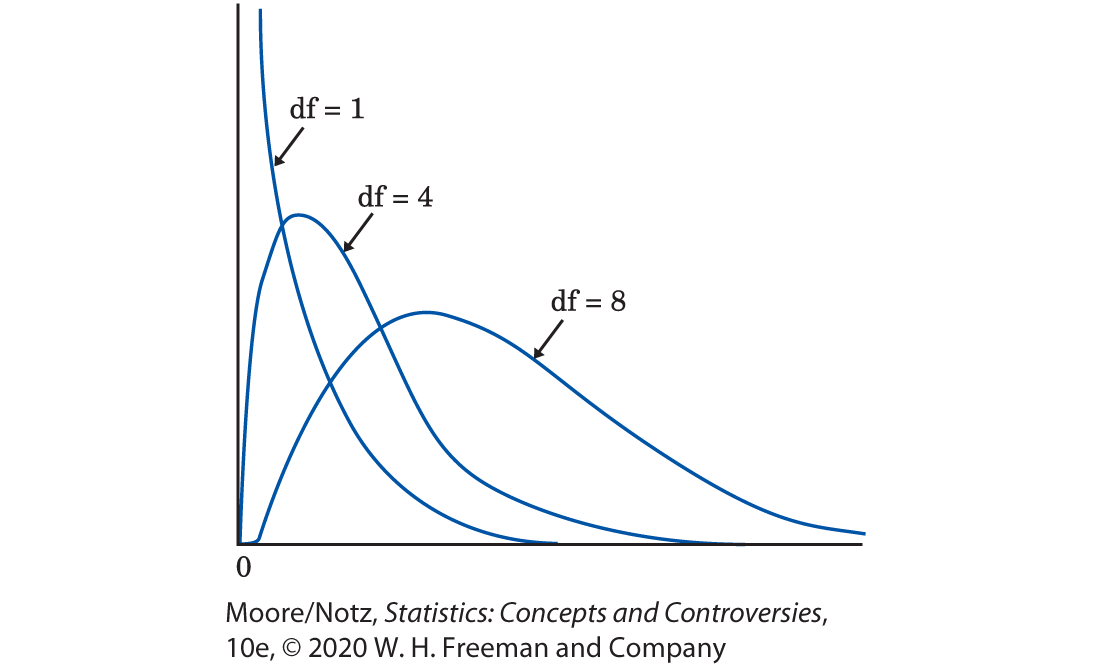 df = 1
df = 4
df = 8
0
Moore/Notz, Statistics: Concepts and Controversies,
10e, © 2020 W. H. Freeman and Company